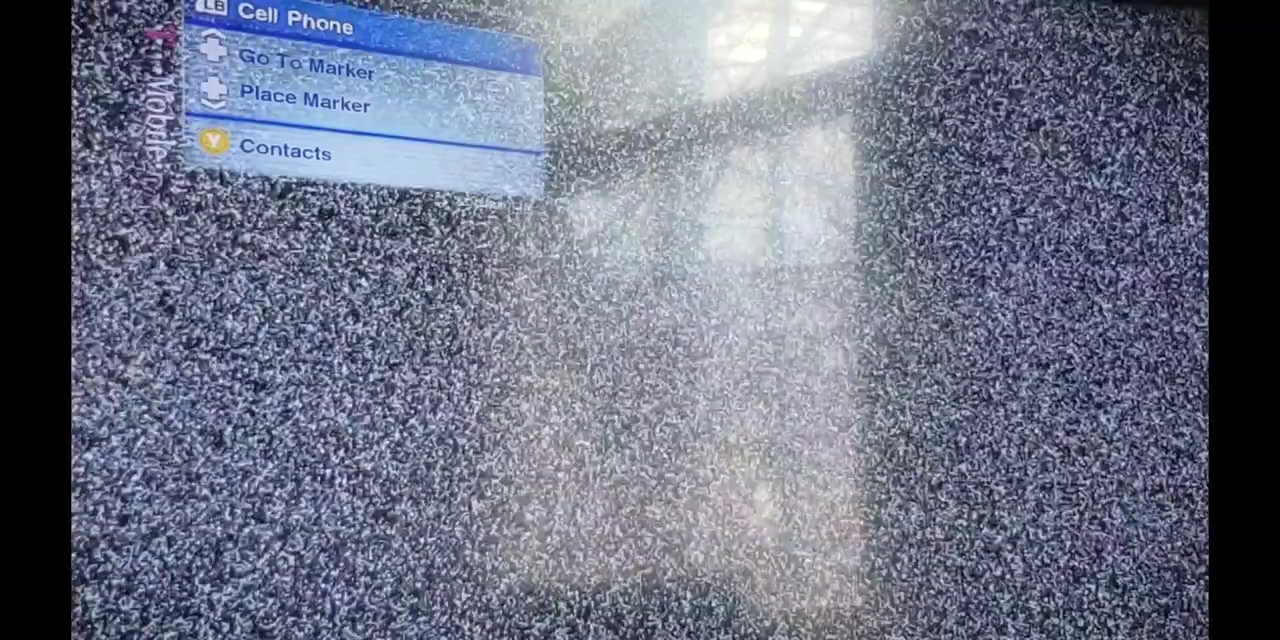 LB Cell Phone
Go To Marker
Place Marker
Y Contacts